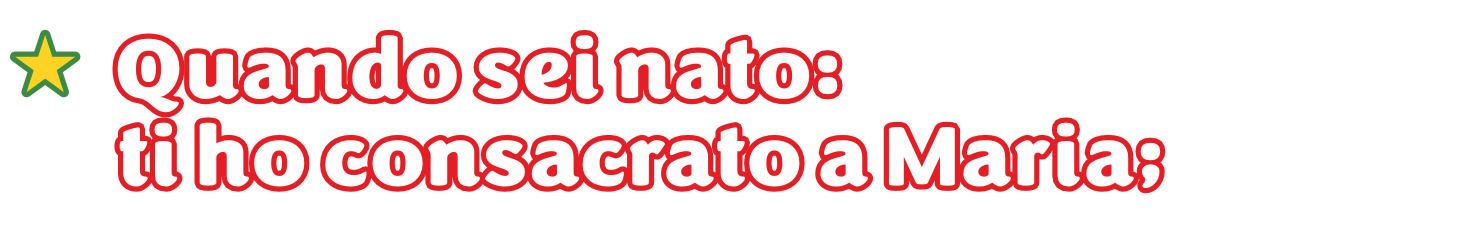 Quando sei nato:
ti ho consacrato a Maria;